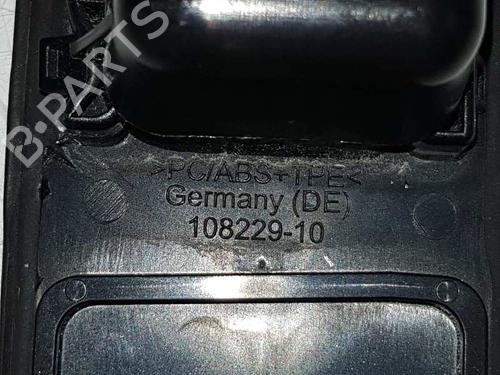 B-PARTS
>PC/ABS+TPE<
Germany (DE)
108229-10